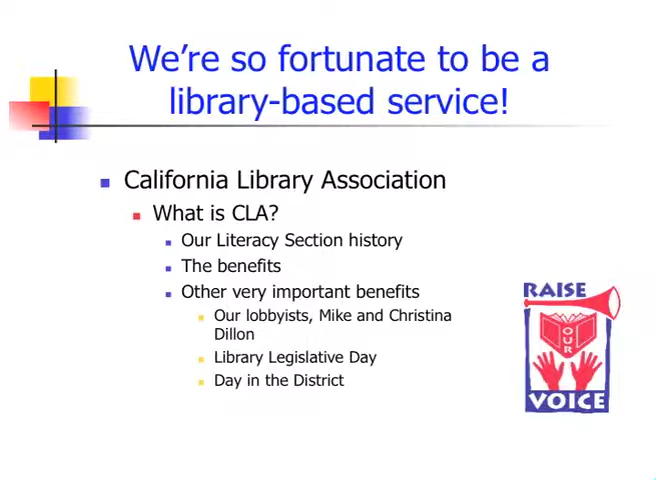 We're so fortunate to be a
library-based service!
California Library Association
What is CLA?
Our Literacy Section history
The benefits
Other very important benefits
Our lobbyists, Mike and Christina
Dillon
Library Legislative Day
Day in the District
RAISE
OUR
VOICE